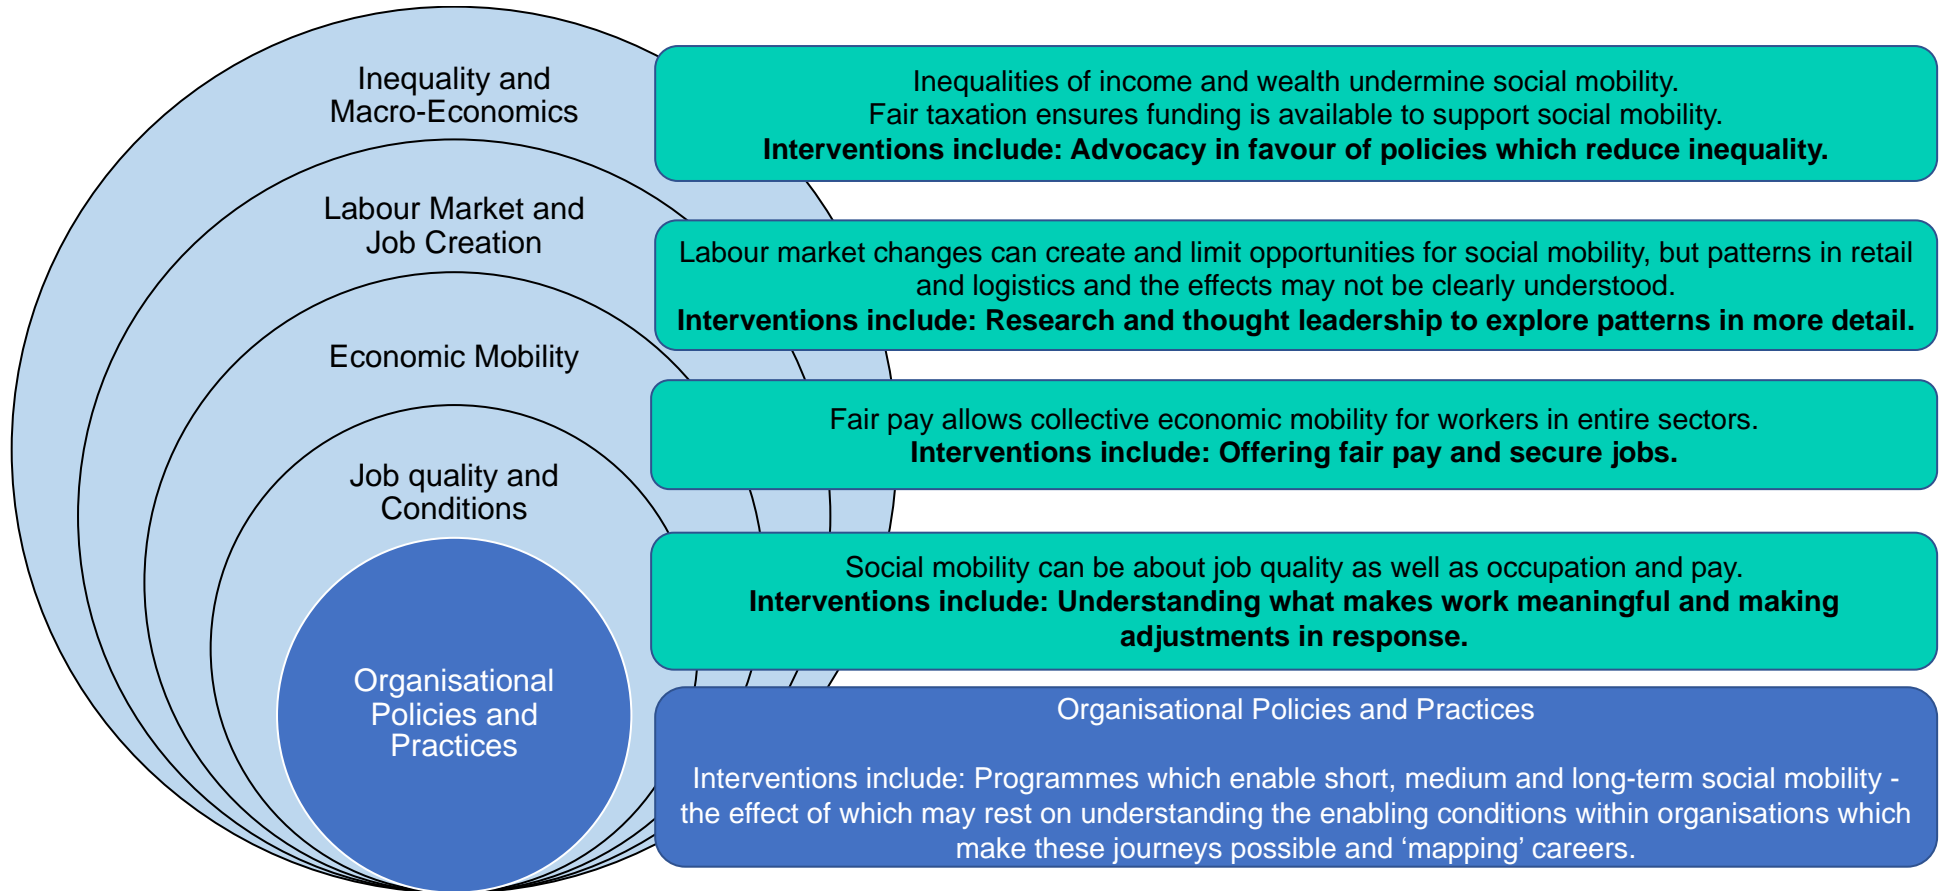 Inequality and
Macro-Economics
Inequalities of income and wealth undermine social mobility.
Fair taxation ensures funding is available to support social mobility.
Interventions include: Advocacy in favour of policies which reduce inequality.
Labour Market and
Job Creation
Labour market changes can create and limit opportunities for social mobility, but patterns in retail
and logistics and the effects may not be clearly understood.
Interventions include: Research and thought leadership to explore patterns in more detail.
Economic Mobility
Fair pay allows collective economic mobility for workers in entire sectors.
Interventions include: Offering fair pay and secure jobs.
Job quality and
Conditions
Social mobility can be about job quality as well as occupation and pay.
Interventions include: Understanding what makes work meaningful and making
adjustments in response.
Organisational
Policies and
Practices
Organisational Policies and Practices
Interventions include: Programmes which enable short, medium and long-term social mobility -
the effect of which may rest on understanding the enabling conditions within organisations which
make these journeys possible and ‘mapping’ careers.